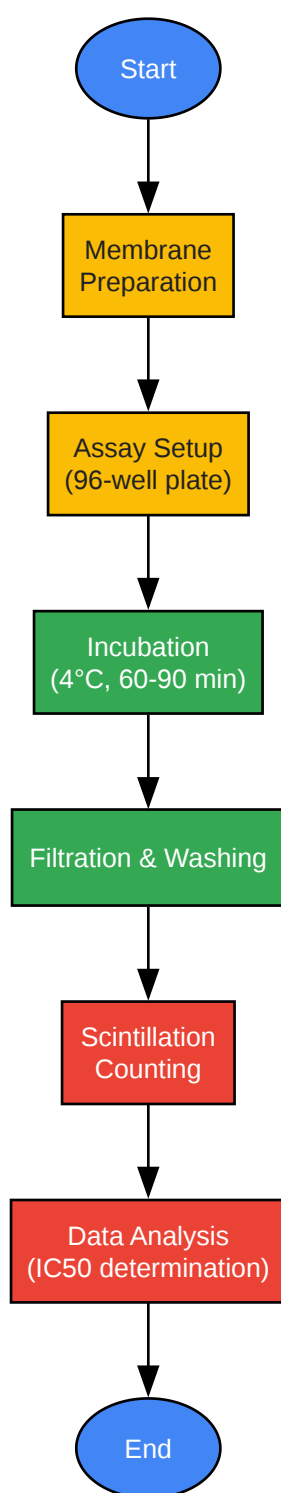 Start
Membrane
Preparation
Assay Setup
(96-well plate)
Incubation
(4°C, 60-90 min)
Filtration & Washing
Scintillation
Counting
Data Analysis
(IC50 determination)
End